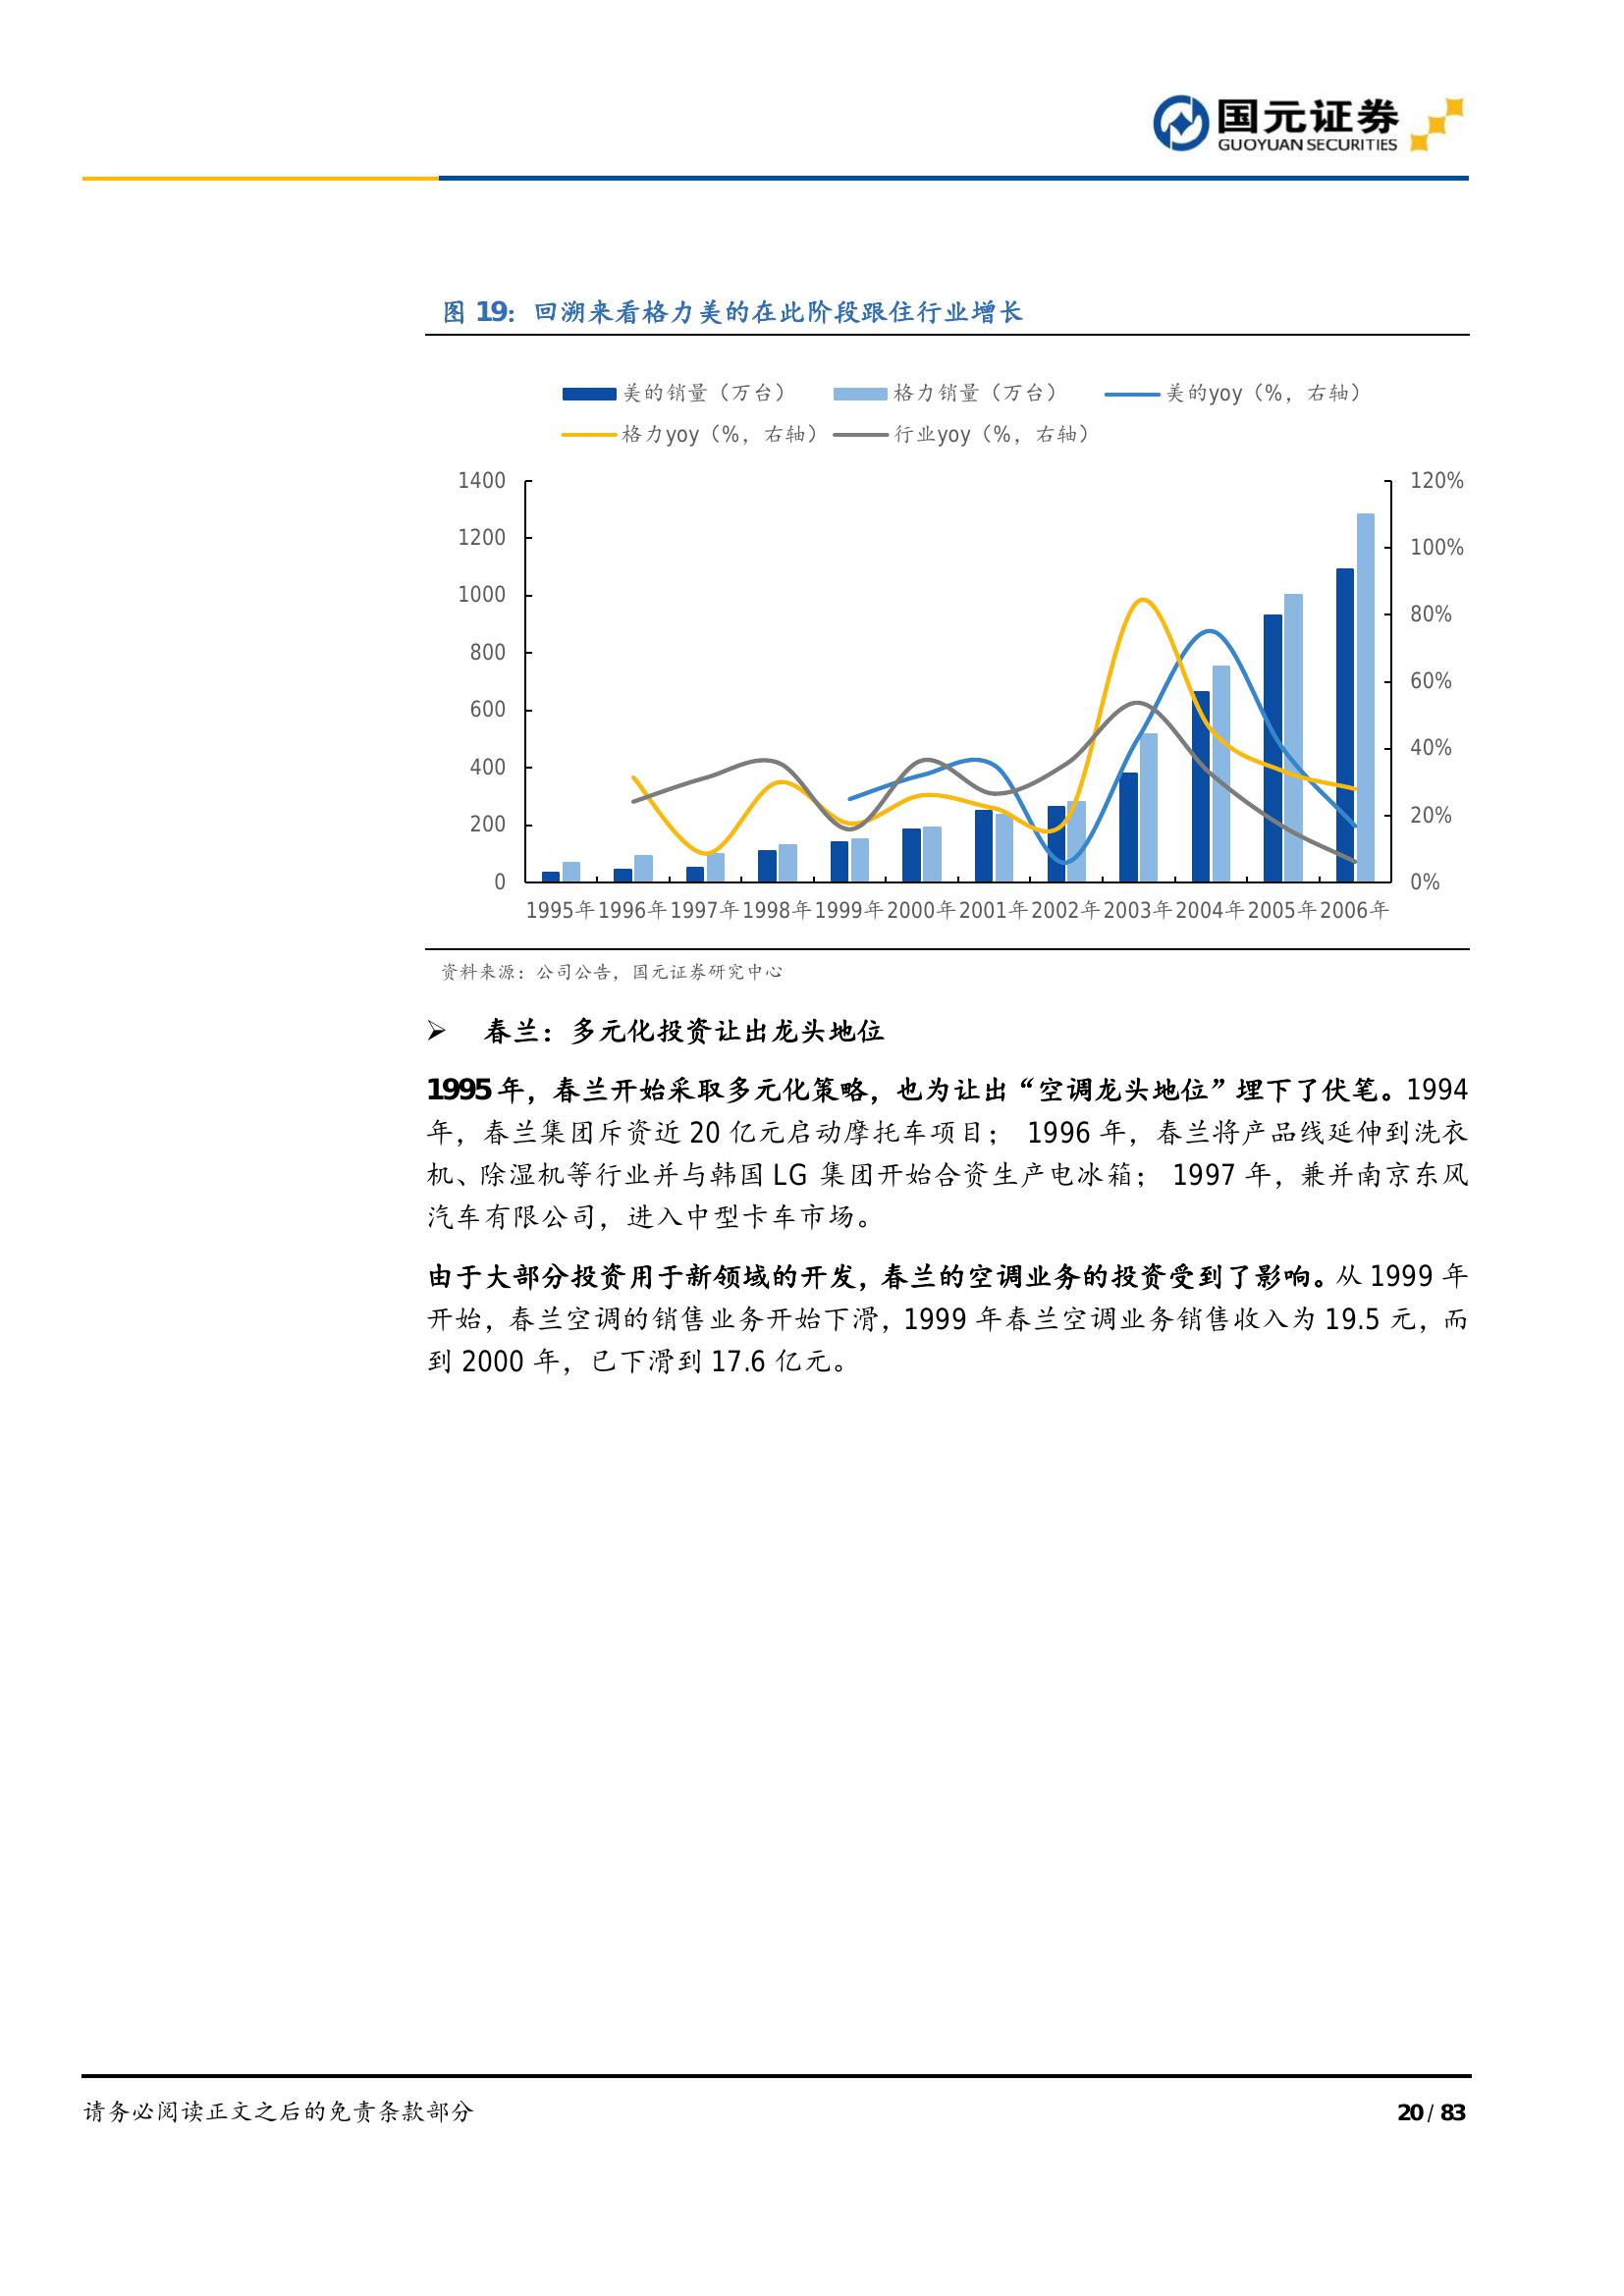 国元证券
GUOYUAN SECURITIES
图 19：回溯来看格力美的在此阶段跟住行业增长
美的销量（万台） 格力销量（万台） 美的yoy（%，右轴）
格力yoy（%，右轴） 行业yoy（%，右轴）
1400 120%
1200 100%
1000 80%
800 60%
600 40%
400 20%
200 0%
0
1995年 1996年 1997年 1998年 1999年 2000年 2001年 2002年 2003年 2004年 2005年 2006年
资料来源：公司公告，国元证券研究中心
➢ 春兰：多元化投资让出龙头地位
1995 年，春兰开始采取多元化策略，也为让出“空调龙头地位”埋下了伏笔。1994
年，春兰集团斥资近 20 亿元启动摩托车项目； 1996 年，春兰将产品线延伸到洗衣
机、除湿机等行业并与韩国 LG 集团开始合资生产电冰箱； 1997 年，兼并南京东风
汽车有限公司，进入中型卡车市场。
由于大部分投资用于新领域的开发，春兰的空调业务的投资受到了影响。从 1999 年
开始，春兰空调的销售业务开始下滑，1999 年春兰空调业务销售收入为 19.5 元，而
到 2000 年，已下滑到 17.6 亿元。
请务必阅读正文之后的免责条款部分 20 / 83